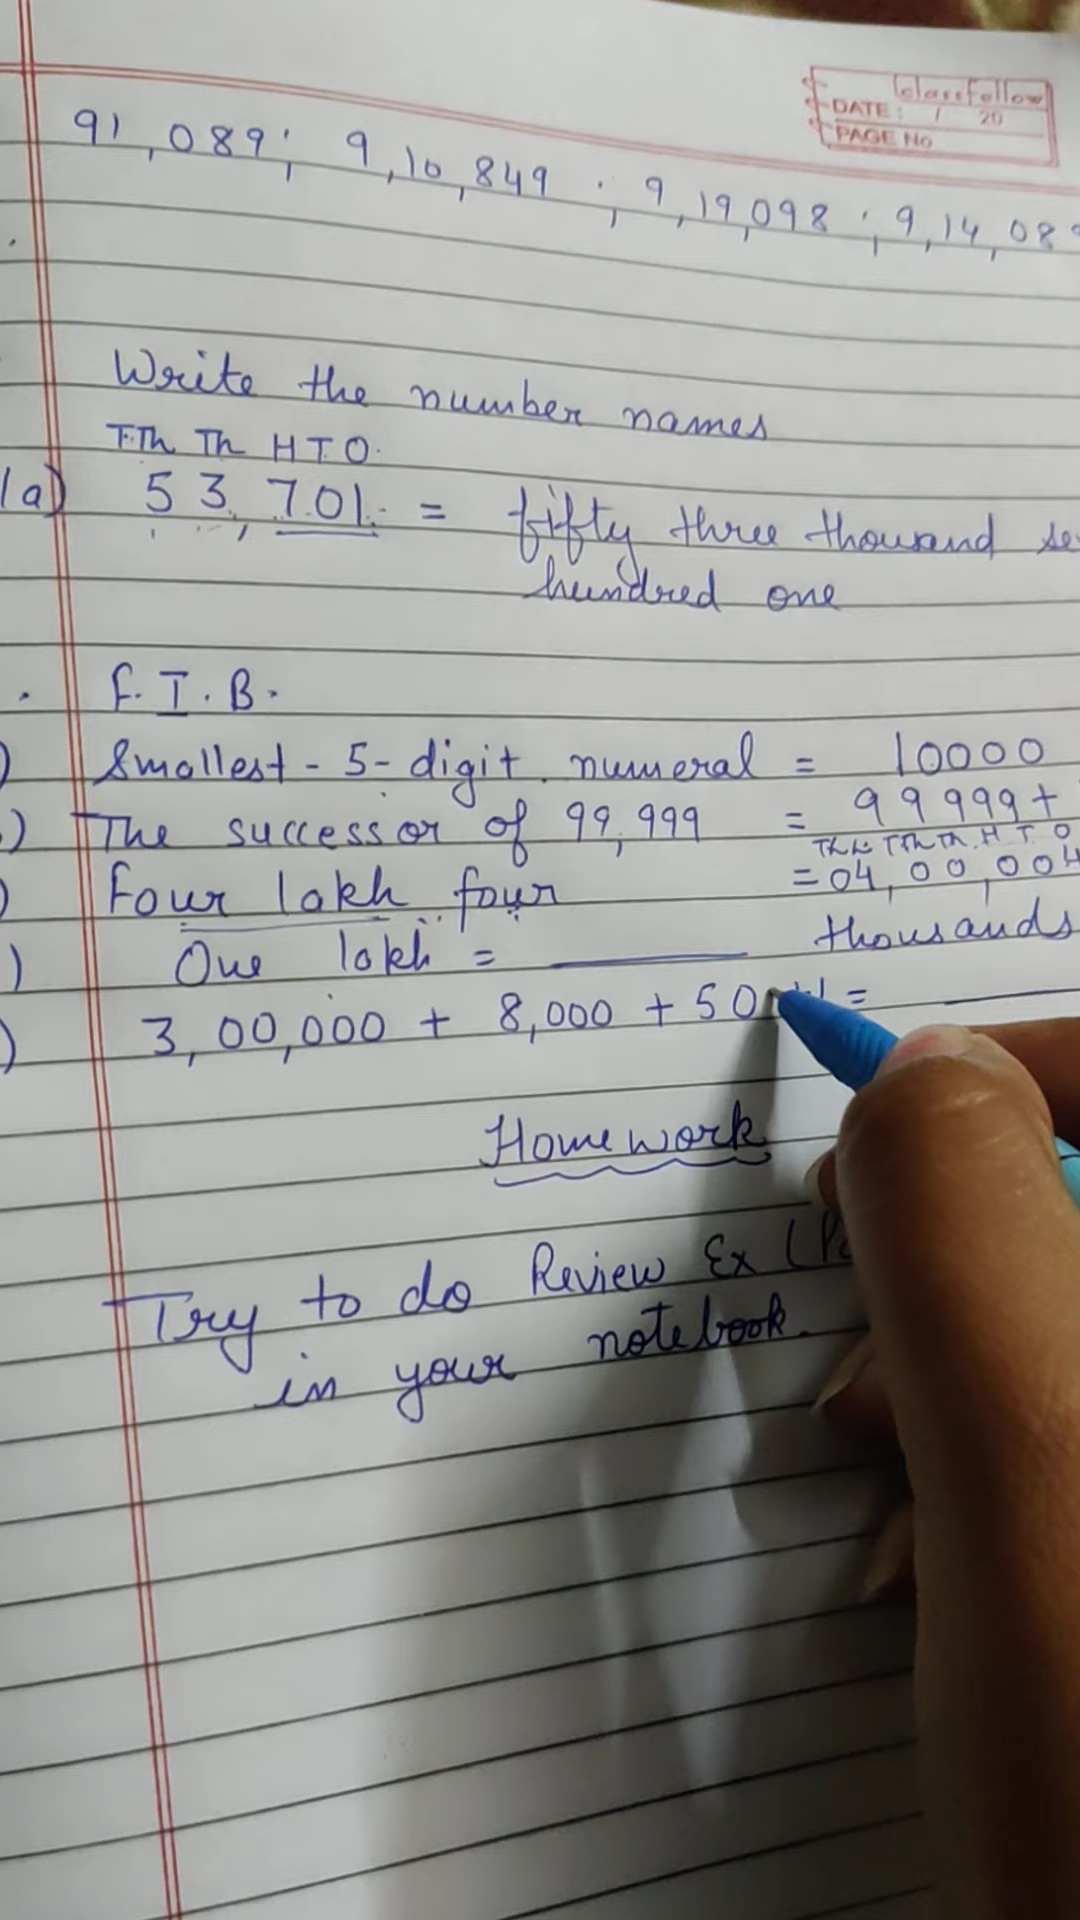 classfellow
DATE: / 20
PAGE No
91,089; 9,10,849 ; 9,19,098 ; 9,14,089
Write the number names
T.Th Th H T O.
1a) 53,701 = fifty three thousand
hundred one
F.I.B.
Smallest - 5-digit numeral = 10000
The successor of 99,999 = 99999+
T.Th Th H T O
Four lakh four = 04,00,004
One lakh = ______ thousands
3,00,000 + 8,000 + 50 =
Homework
Try to do Review Ex
in your notebook.